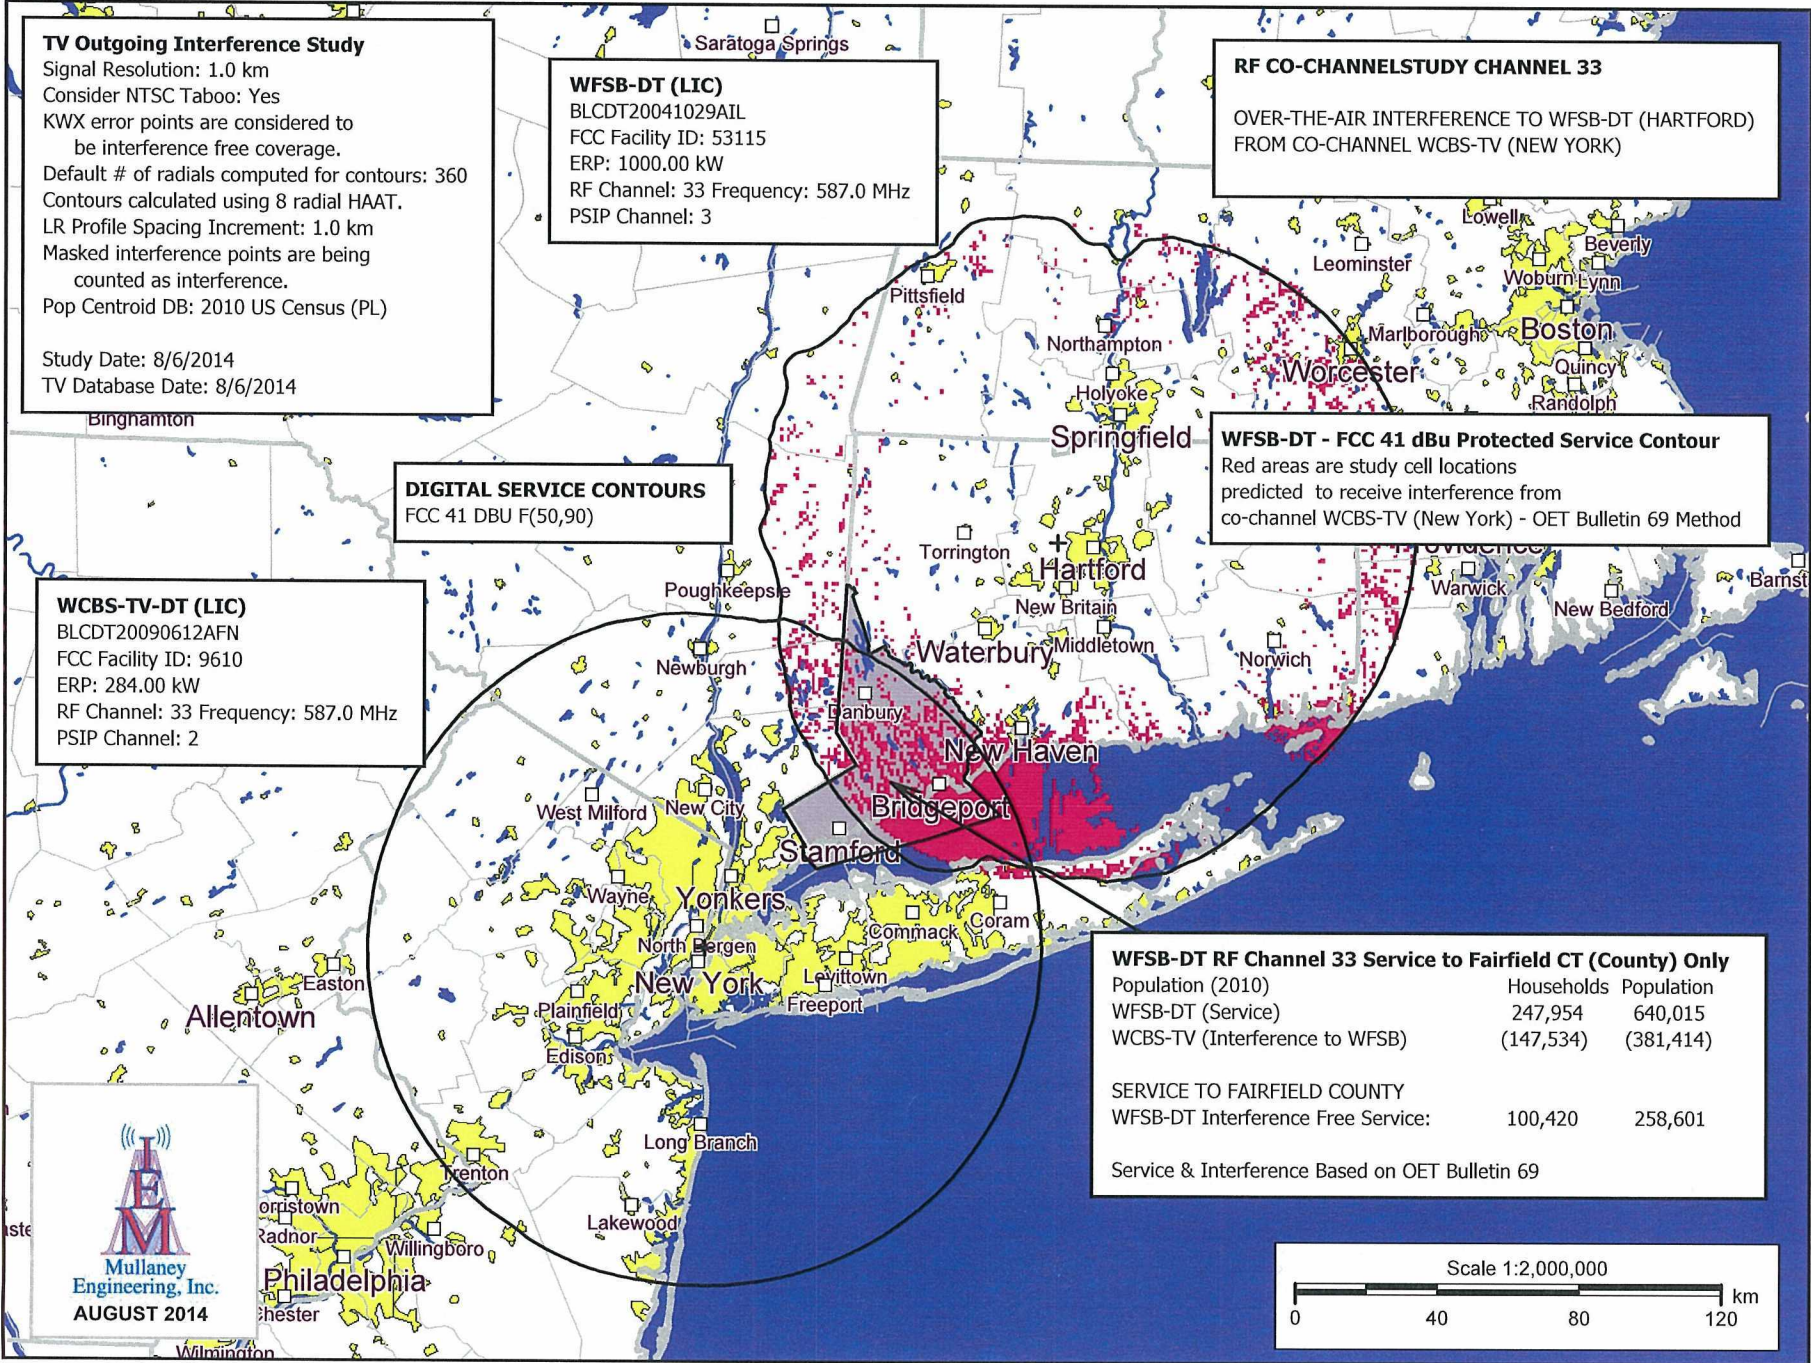 TV Outgoing Interference Study
Signal Resolution: 1.0 km
Consider NTSC Taboo: Yes
KWX error points are considered to
be interference free coverage.
Default # of radials computed for contours: 360
Contours calculated using 8 radial HAAT.
LR Profile Spacing Increment: 1.0 km
Masked interference points are being
counted as interference.
Pop Centroid DB: 2010 US Census (PL)
Study Date: 8/6/2014
TV Database Date: 8/6/2014
Binghamton
Saratoga Springs
WFSB-DT (LIC)
BLCDT20041029AIL
FCC Facility ID: 53115
ERP: 1000.00 kW
RF Channel: 33 Frequency: 587.0 MHz
PSIP Channel: 3
RF CO-CHANNELSTUDY CHANNEL 33
OVER-THE-AIR INTERFERENCE TO WFSB-DT (HARTFORD)
FROM CO-CHANNEL WCBS-TV (NEW YORK)
Lowell
Beverly
Leominster
Woburn
Lynn
Pittsfield
Marlborough
Boston
Northampton
Worcester
Quincy
Holyoke
Randolph
Springfield
WFSB-DT - FCC 41 dBu Protected Service Contour
Red areas are study cell locations
predicted to receive interference from
co-channel WCBS-TV (New York) - OET Bulletin 69 Method
DIGITAL SERVICE CONTOURS
FCC 41 DBU F(50,90)
Torrington
Hartford
Providence
Warwick
Barnst
New Bedford
Poughkeepsie
New Britain
WCBS-TV-DT (LIC)
BLCDT20090612AFN
FCC Facility ID: 9610
ERP: 284.00 kW
RF Channel: 33 Frequency: 587.0 MHz
PSIP Channel: 2
Newburgh
Waterbury
Middletown
Norwich
Danbury
New Haven
West Milford
New City
Bridgeport
Stamford
Wayne
Yonkers
Commack
Coram
North Bergen
New York
Levittown
Freeport
Easton
Allentown
Plainfield
Edison
WFSB-DT RF Channel 33 Service to Fairfield CT (County) Only
Population (2010) Households Population
WFSB-DT (Service) 247,954 640,015
WCBS-TV (Interference to WFSB) (147,534) (381,414)
SERVICE TO FAIRFIELD COUNTY
WFSB-DT Interference Free Service: 100,420 258,601
Service & Interference Based on OET Bulletin 69
Long Branch
Trenton
Lakewood
orristown
Radnor
Willingboro
Philadelphia
Chester
Wilmington
IEM
Mullaney
Engineering, Inc.
AUGUST 2014
Scale 1:2,000,000
km
0 40 80 120